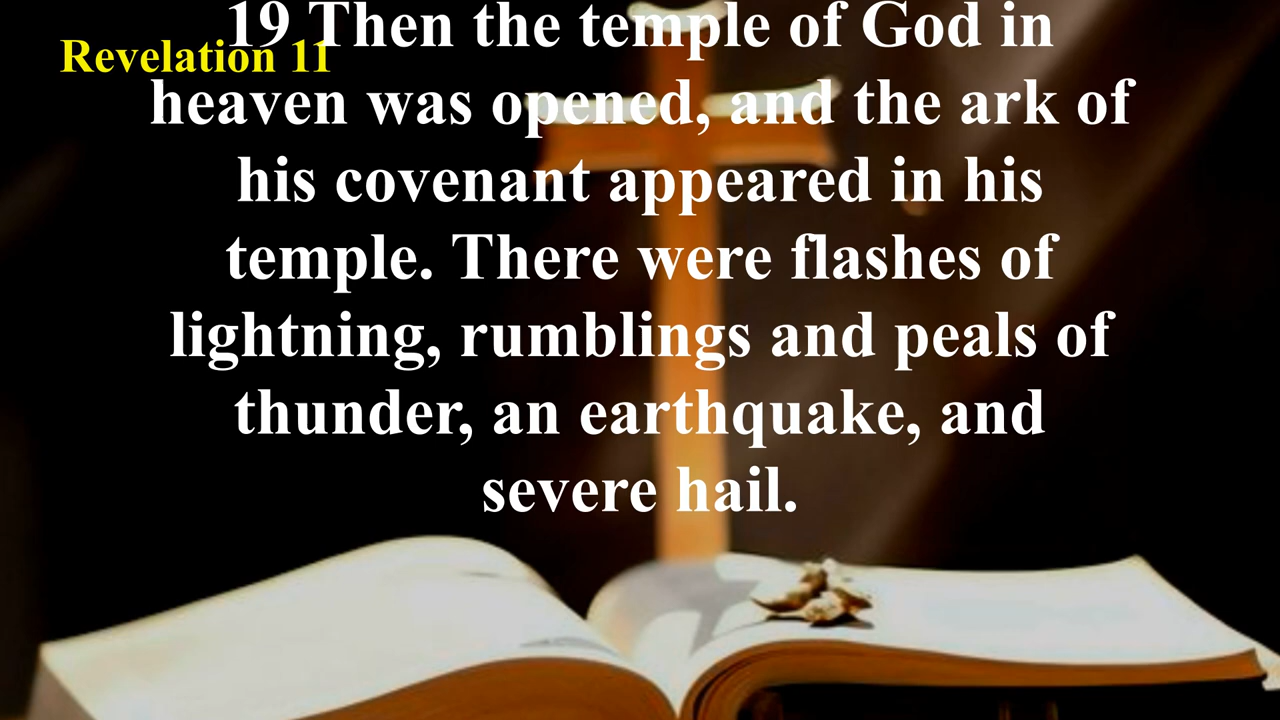 Revelation 11
19 Then the temple of God in
heaven was opened, and the ark of
his covenant appeared in his
temple. There were flashes of
lightning, rumblings and peals of
thunder, an earthquake, and
severe hail.